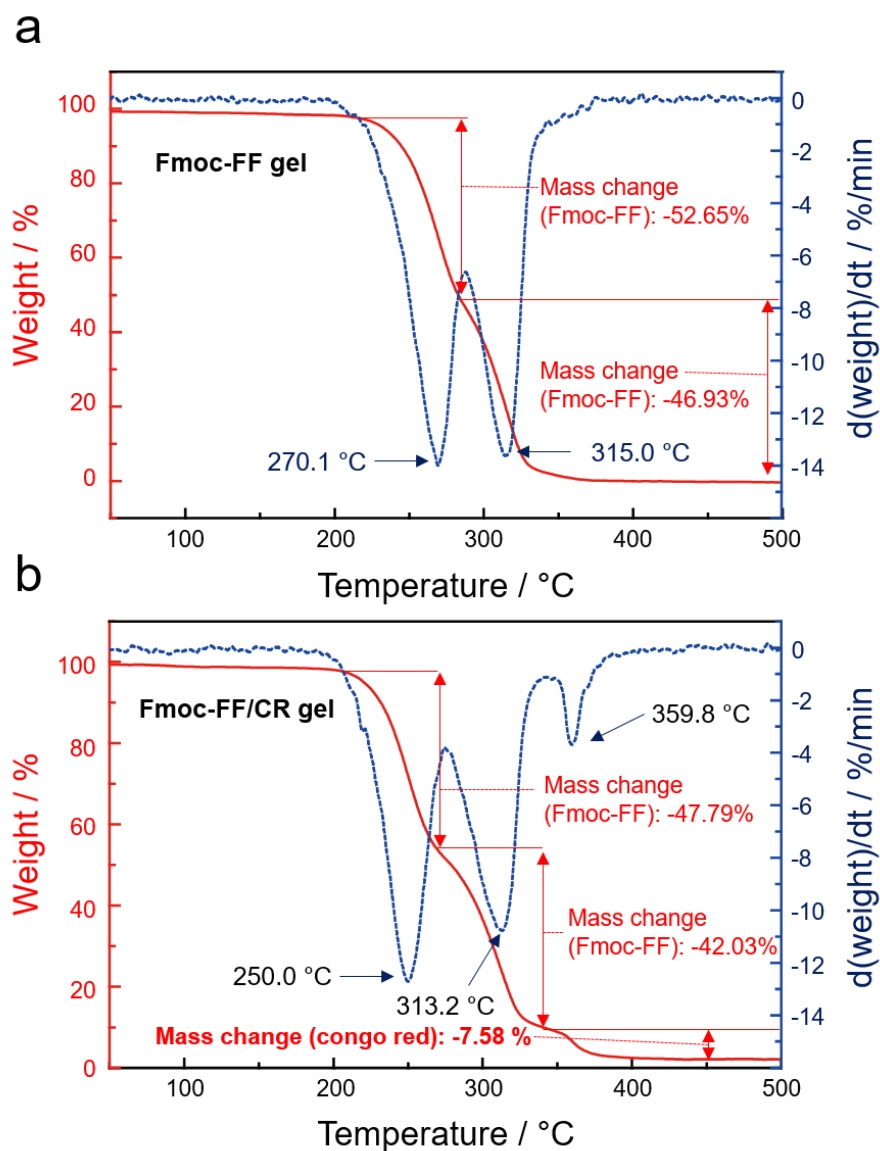 a
100
80
60
40
20
0
Weight / %
Fmoc-FF gel
Mass change
(Fmoc-FF): -52.65%
Mass change
(Fmoc-FF): -46.93%
270.1 °C
315.0 °C
0
-2
-4
-6
-8
-10
-12
-14
d(weight)/dt / %/min
100 200 300 400 500
Temperature / °C
b
100
80
60
40
20
0
Weight / %
Fmoc-FF/CR gel
359.8 °C
Mass change
(Fmoc-FF): -47.79%
Mass change
(Fmoc-FF): -42.03%
250.0 °C
313.2 °C
Mass change (congo red): -7.58 %
0
-2
-4
-6
-8
-10
-12
-14
d(weight)/dt / %/min
100 200 300 400 500
Temperature / °C